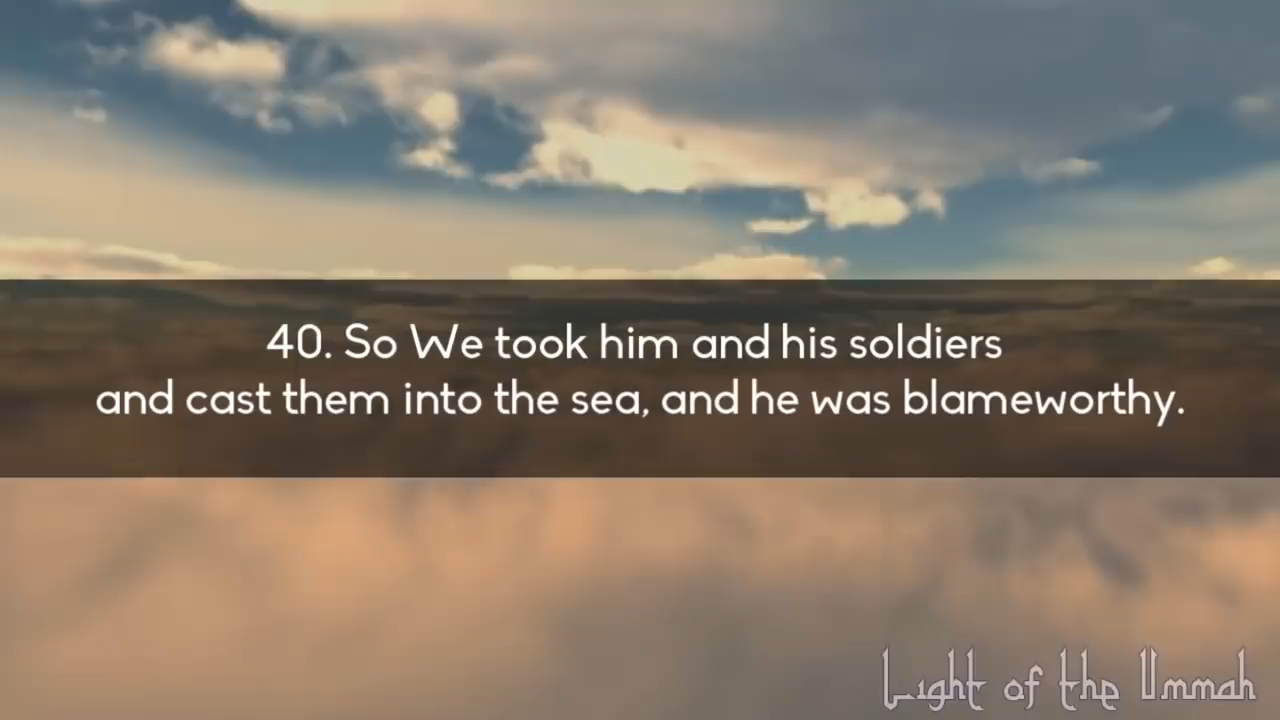 40. So We took him and his soldiers
and cast them into the sea, and he was blameworthy.
Light of the Ummah